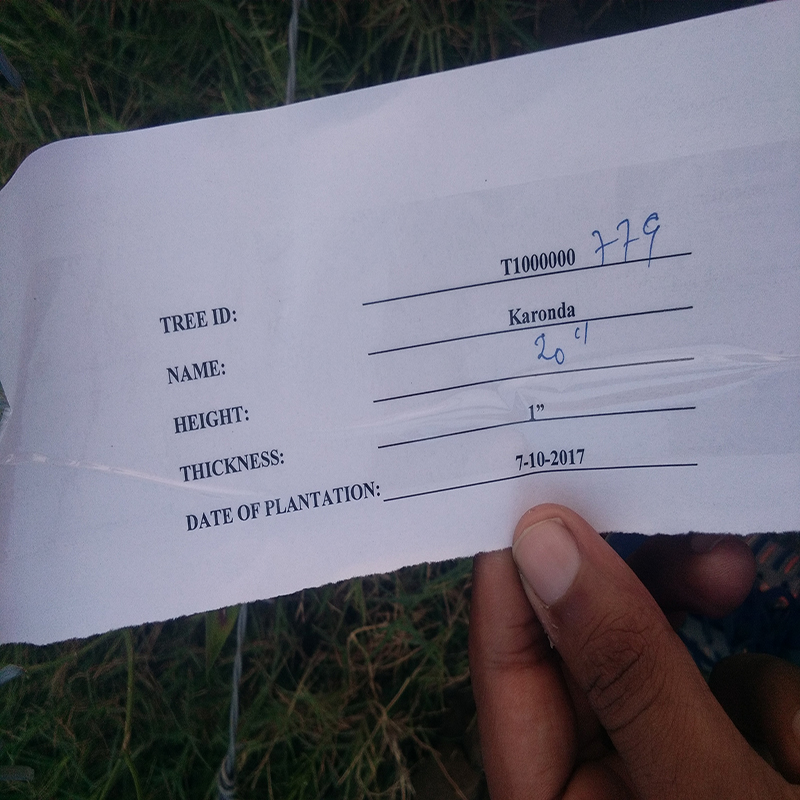 TREE ID: T1000000 779
NAME: Karonda
HEIGHT: 20"
THICKNESS: 1”
DATE OF PLANTATION: 7-10-2017